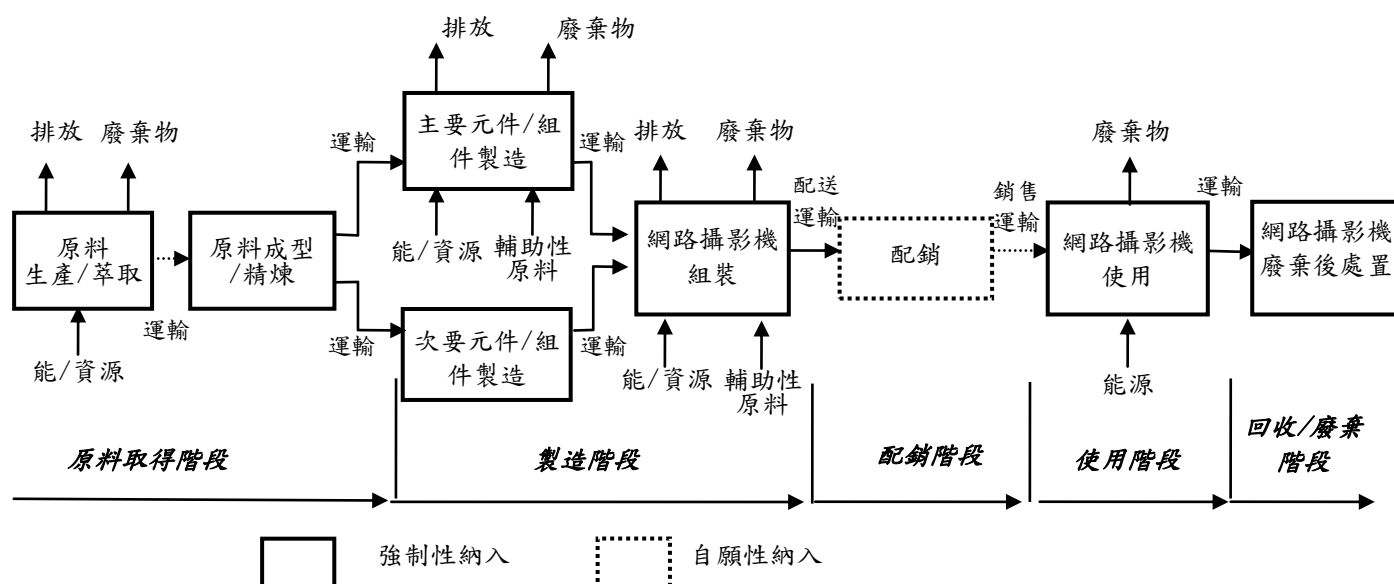 排放
廢棄物
主要元件/組
件製造
運輸
運輸
能/資源
輔助性
原料
排放
廢棄物
原料
生產/萃取
運輸
能/資源
原料成型
/精煉
運輸
次要元件/組
件製造
運輸
排放
廢棄物
網路攝影機
組裝
能/資源
輔助性
原料
配送
運輸
配銷
銷售
運輸
廢棄物
網路攝影機
使用
能源
運輸
網路攝影機
廢棄後處置
原料取得階段
製造階段
配銷階段
使用階段
回收/廢棄
階段
強制性納入
自願性納入